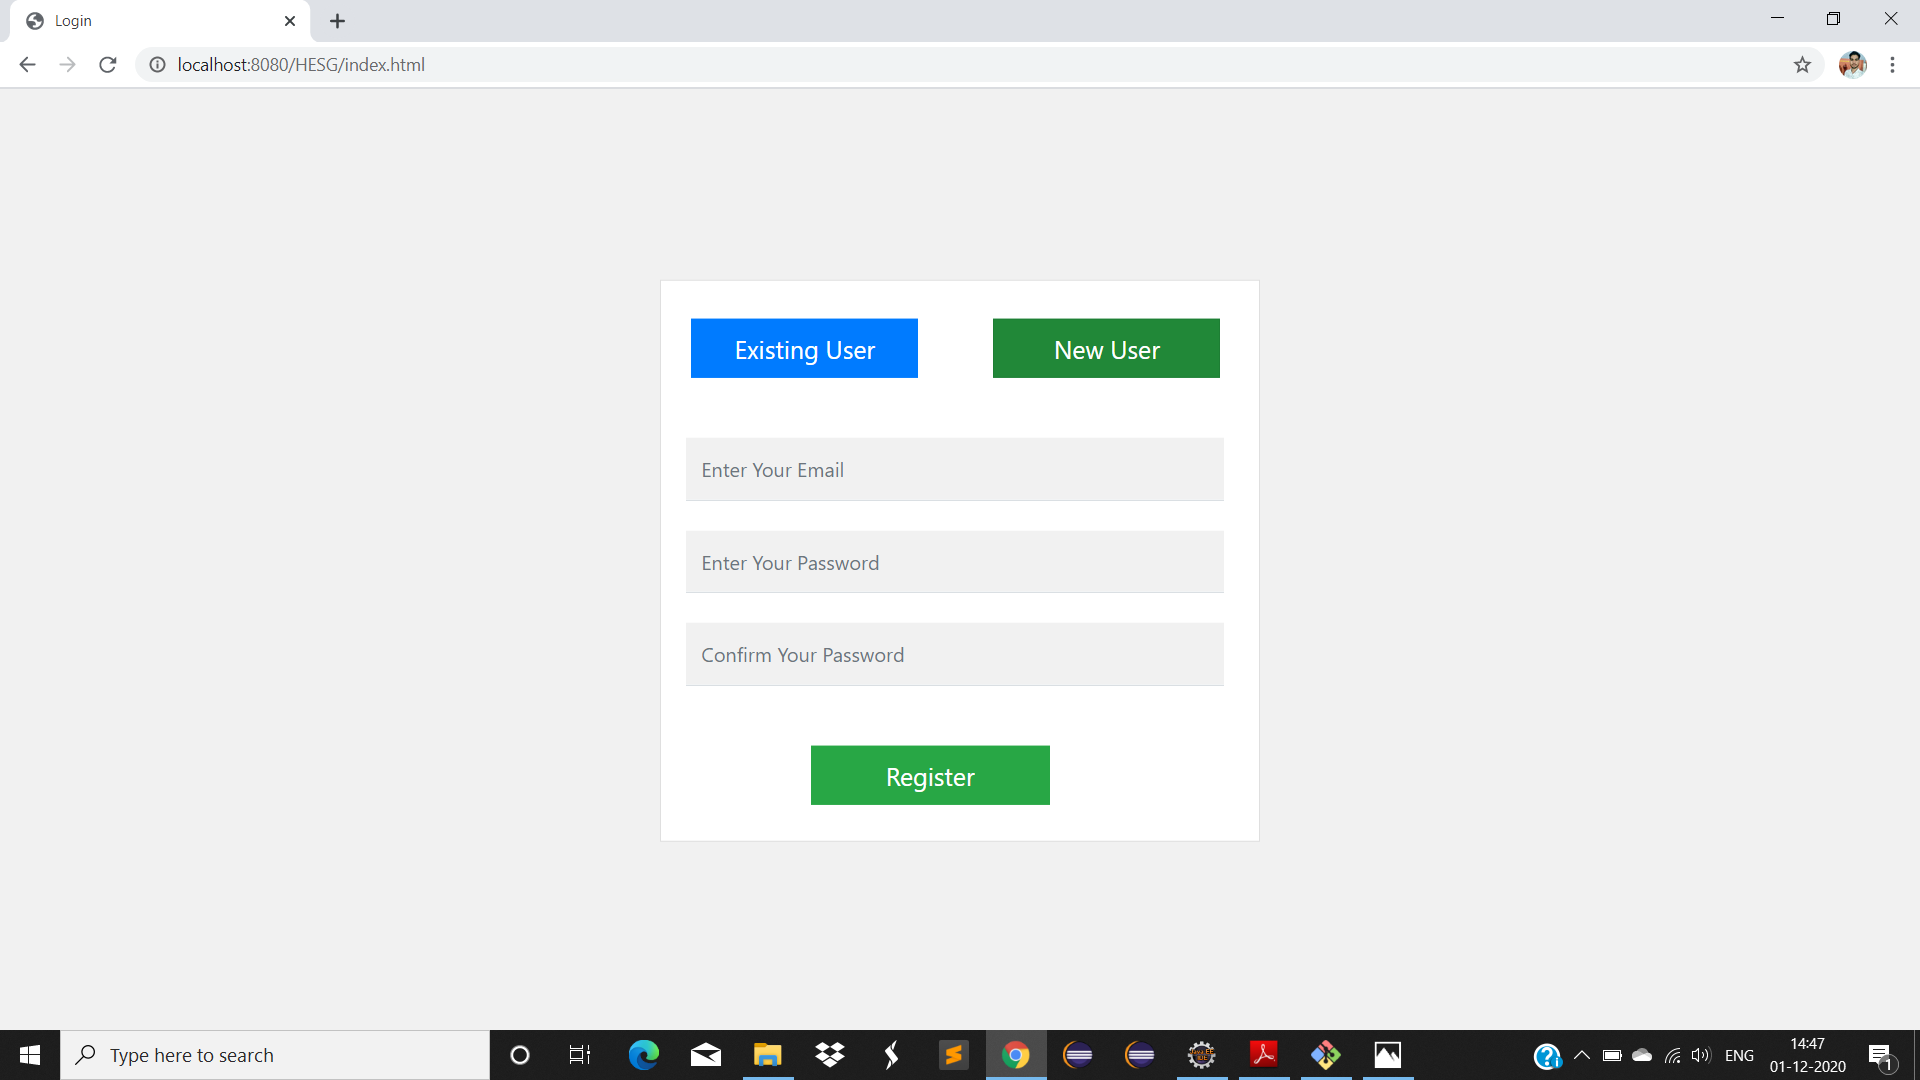 Login
localhost:8080/HESG/index.html
Existing User
New User
Enter Your Email
Enter Your Password
Confirm Your Password
Register
Type here to search
ENG
14:47
01-12-2020
1